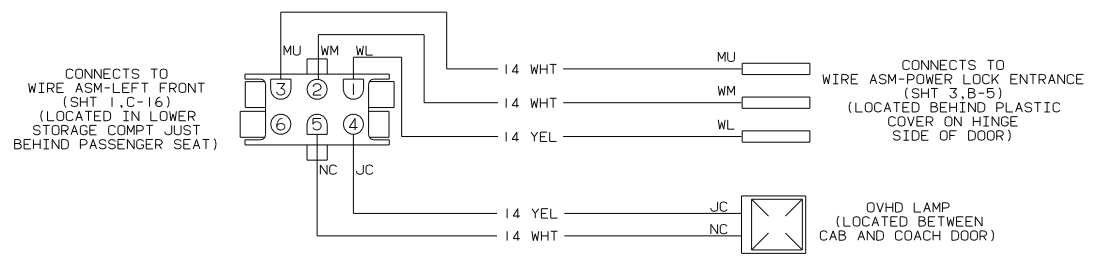 CONNECTS TO
WIRE ASM-LEFT FRONT
(SHT 1,C-16)
(LOCATED IN LOWER
STORAGE COMPT JUST
BEHIND PASSENGER SEAT)
MU WM WL
3 2 1
6 5 4
NC JC
14 WHT
14 WHT
14 YEL
14 YEL
14 WHT
MU
WM
WL
CONNECTS TO
WIRE ASM-POWER LOCK ENTRANCE
(SHT 3,B-5)
(LOCATED BEHIND PLASTIC
COVER ON HINGE
SIDE OF DOOR)
JC
NC
OVHD LAMP
(LOCATED BETWEEN
CAB AND COACH DOOR)